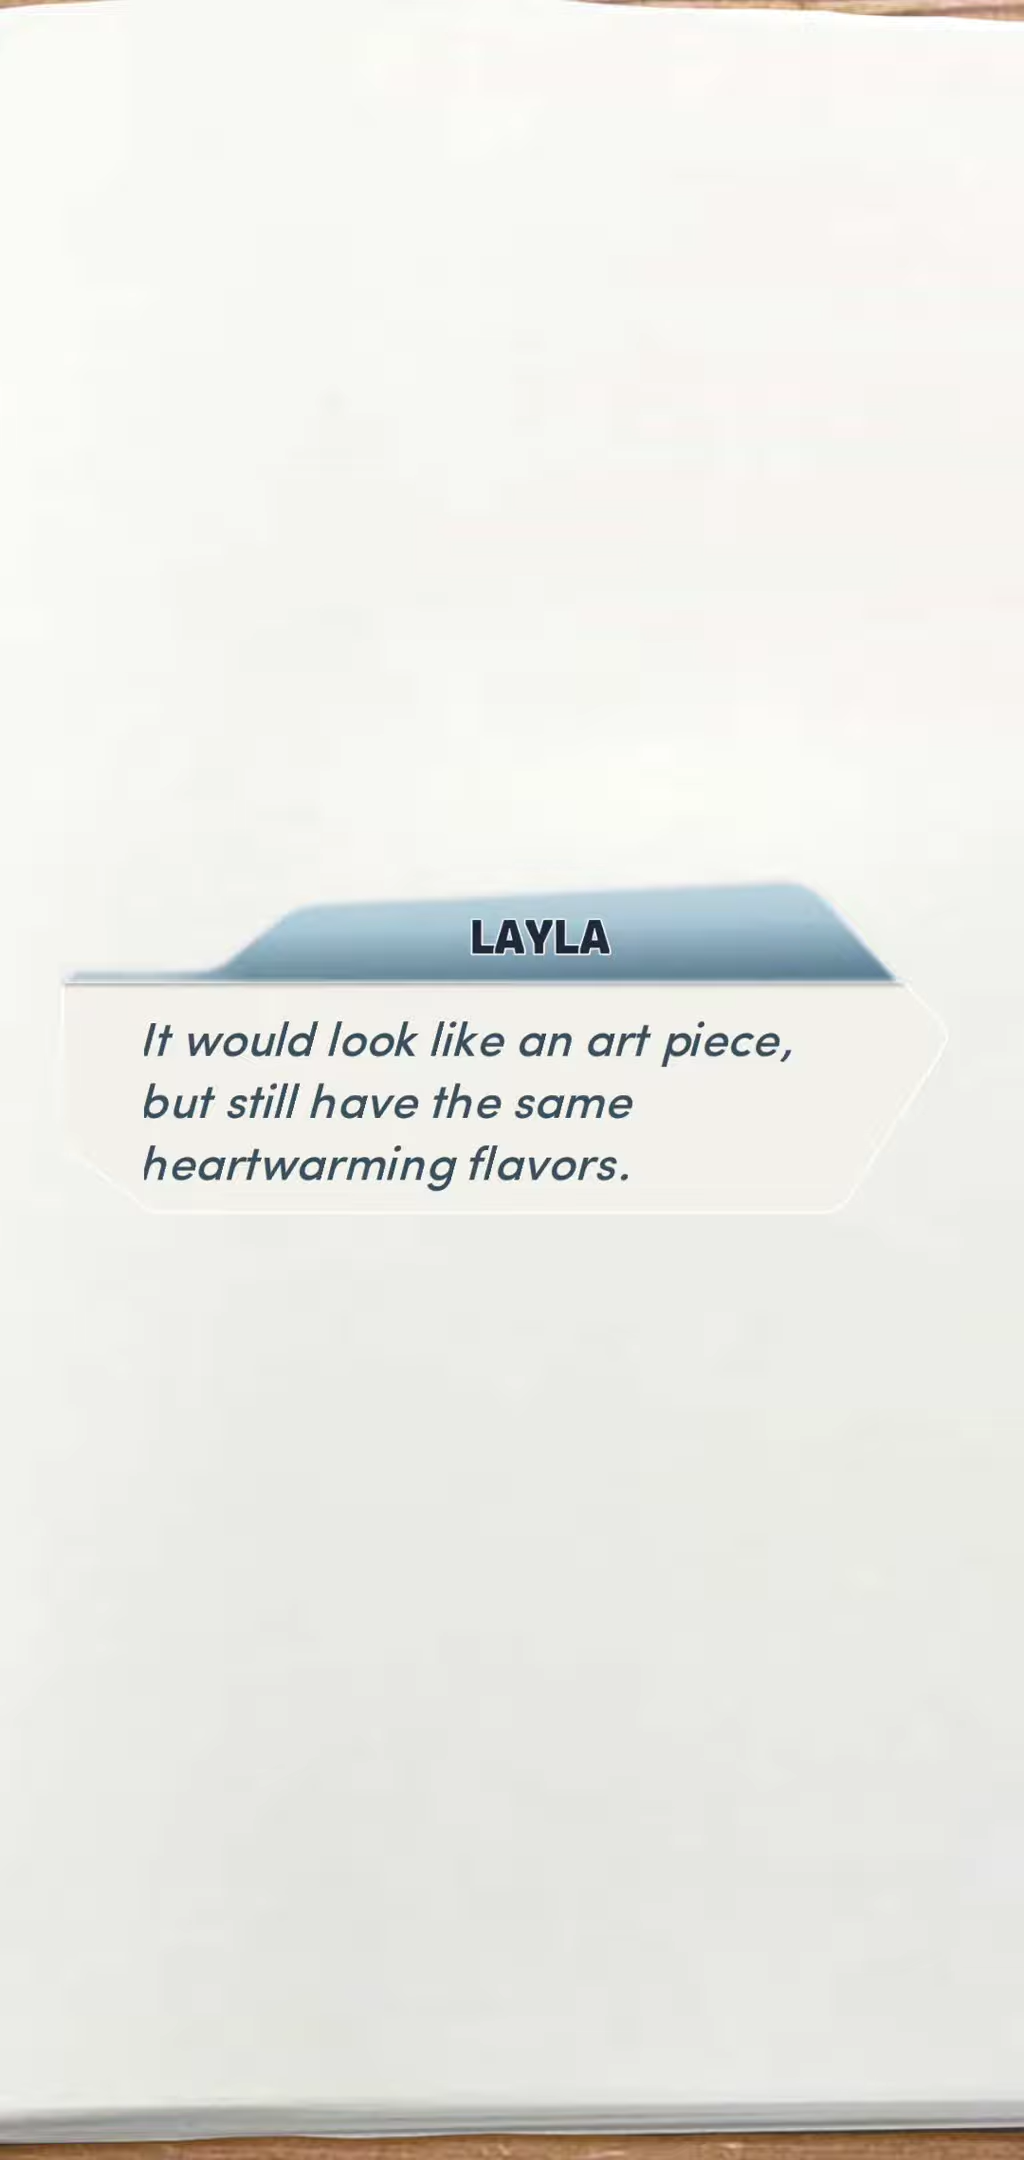 LAYLA
It would look like an art piece,
but still have the same
heartwarming flavors.